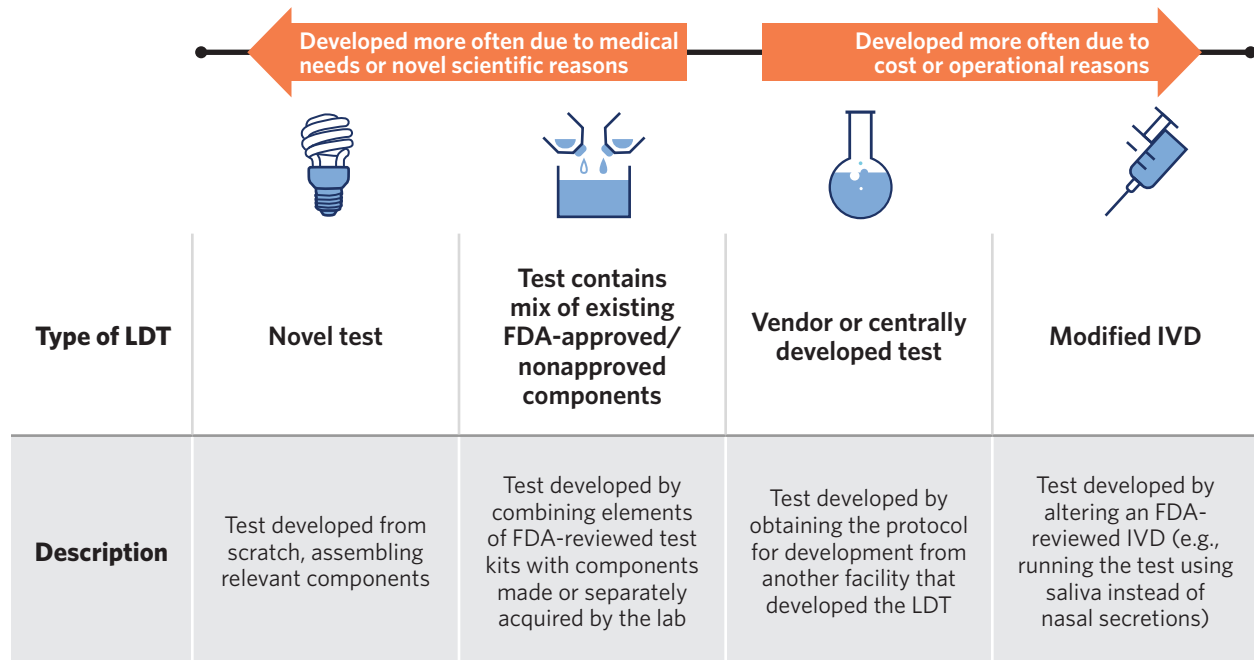 Developed more often due to medical
needs or novel scientific reasons
Developed more often due to
cost or operational reasons
Type of LDT
Novel test
Test contains
mix of existing
FDA-approved/
nonapproved
components
Vendor or centrally
developed test
Modified IVD
Description
Test developed from
scratch, assembling
relevant components
Test developed by
combining elements
of FDA-reviewed test
kits with components
made or separately
acquired by the lab
Test developed by
obtaining the protocol
for development from
another facility that
developed the LDT
Test developed by
altering an FDA-
reviewed IVD (e.g.,
running the test using
saliva instead of
nasal secretions)